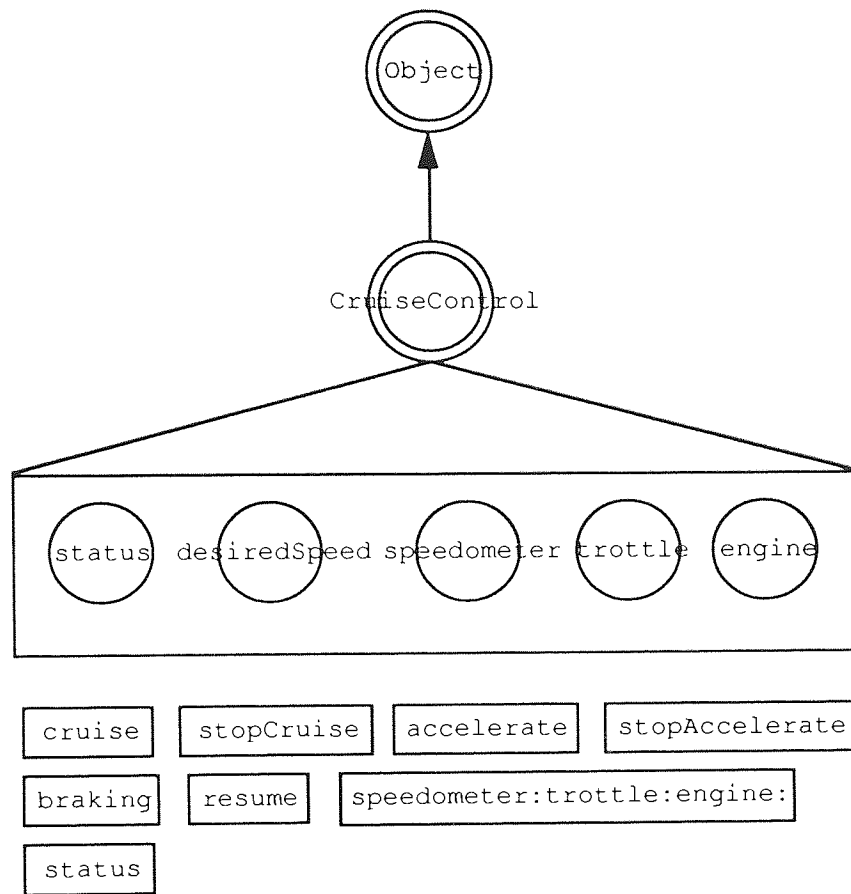 Object
CruiseControl
status desiredSpeed speedometer trottle engine
cruise stopCruise accelerate stopAccelerate
braking resume speedometer:trottle:engine:
status